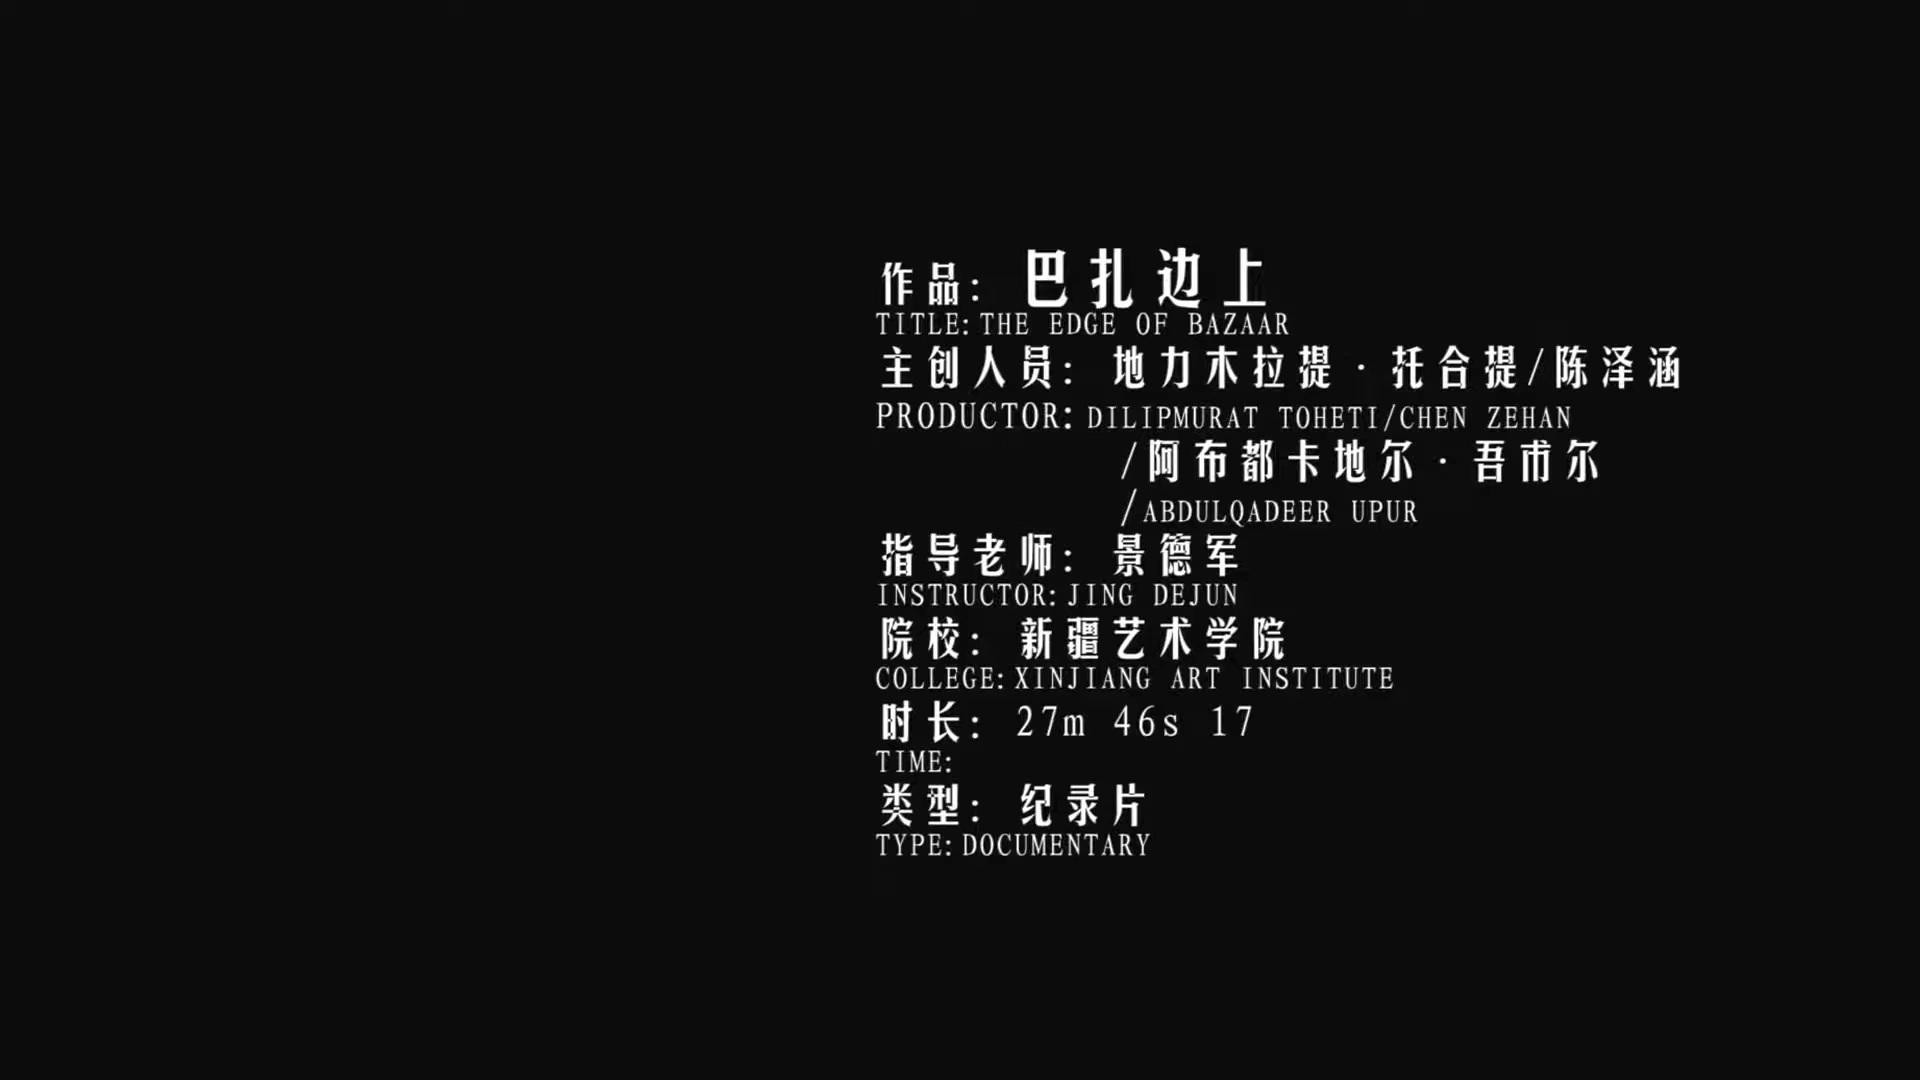 作品: 巴扎边上
TITLE: THE EDGE OF BAZAAR
主创人员: 地力木拉提·托合提/陈泽涵
PRODUCTOR: DILIPMURAT TOHETI/CHEN ZEHAN
/阿布都卡地尔·吾甫尔
/ABDULQADEER UPUR
指导老师: 景德军
INSTRUCTOR: JING DEJUN
院校: 新疆艺术学院
COLLEGE: XINJIANG ART INSTITUTE
时长: 27m 46s 17
TIME:
类型: 纪录片
TYPE: DOCUMENTARY